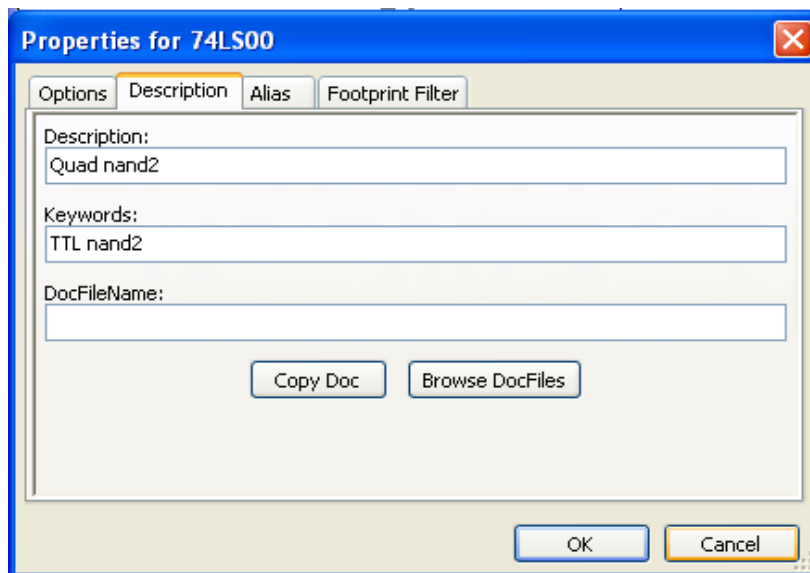 Properties for 74LS00
Options Description Alias Footprint Filter
Description:
Quad nand2
Keywords:
TTL nand2
DocFileName:
Copy Doc Browse DocFiles
OK Cancel